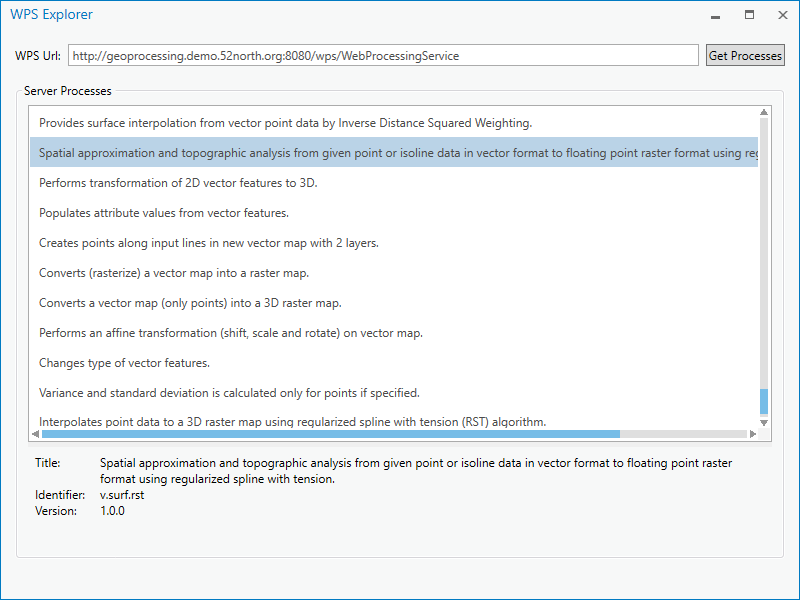 WPS Explorer
WPS Url: http://geoprocessing.demo.52north.org:8080/wps/WebProcessingService Get Processes
Server Processes
Provides surface interpolation from vector point data by Inverse Distance Squared Weighting.
Spatial approximation and topographic analysis from given point or isoline data in vector format to floating point raster format using reg
Performs transformation of 2D vector features to 3D.
Populates attribute values from vector features.
Creates points along input lines in new vector map with 2 layers.
Converts (rasterize) a vector map into a raster map.
Converts a vector map (only points) into a 3D raster map.
Performs an affine transformation (shift, scale and rotate) on vector map.
Changes type of vector features.
Variance and standard deviation is calculated only for points if specified.
Interpolates point data to a 3D raster map using regularized spline with tension (RST) algorithm.
Title: Spatial approximation and topographic analysis from given point or isoline data in vector format to floating point raster
format using regularized spline with tension.
Identifier: v.surf.rst
Version: 1.0.0